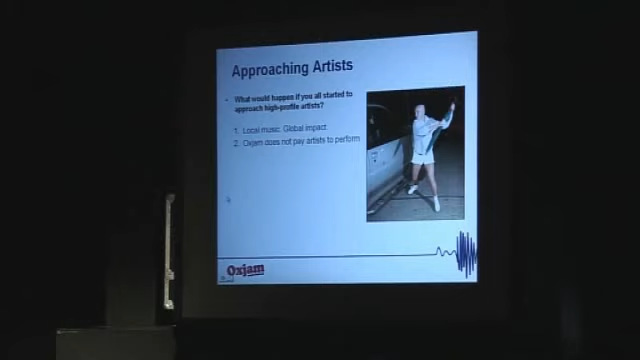 Approaching Artists
- What would happen if you all started to
approach high-profile artists?
1. Local music. Global impact
2. Oxjam does not pay artists to perform
Oxjam